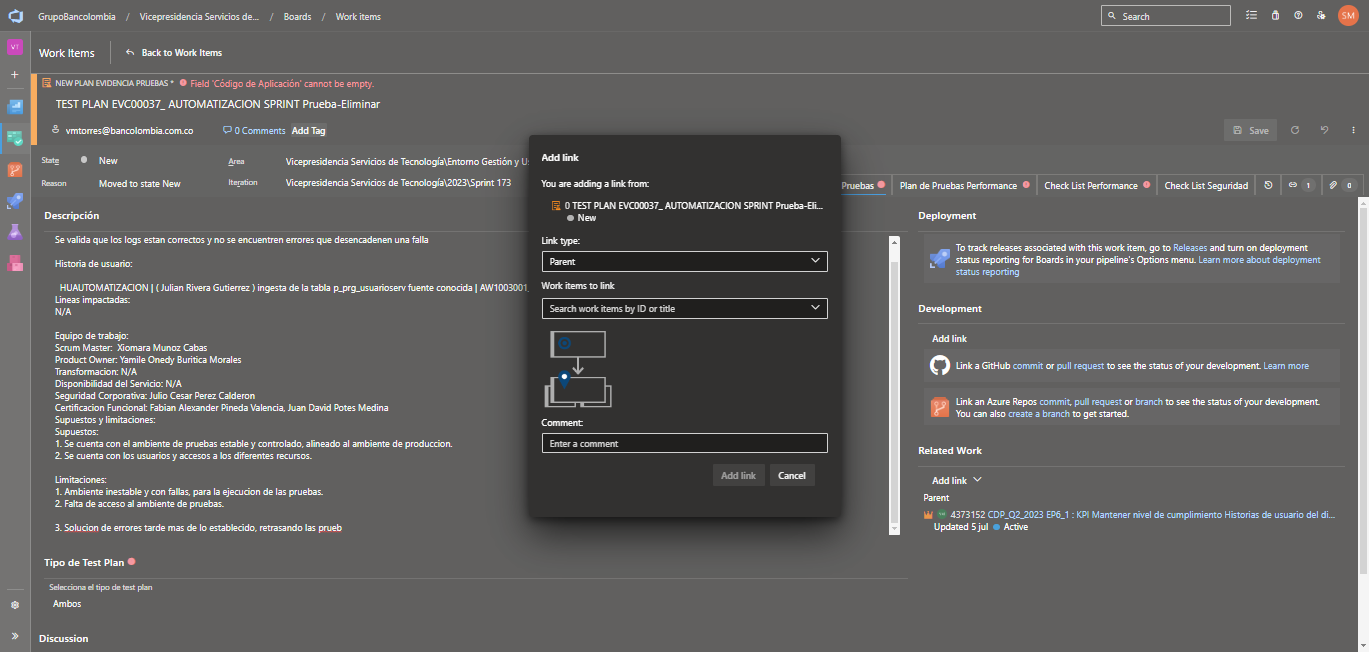 GrupoBancolombia / Vicepresidencia Servicios de... / Boards / Work items
Search
SM
VT
Work Items
Back to Work Items
NEW PLAN EVIDENCIA PRUEBAS * Field 'Código de Aplicación' cannot be empty.
TEST PLAN EVC00037_ AUTOMATIZACION SPRINT Prueba-Eliminar
vmtorres@bancolombia.com.co
0 Comments
Add Tag
Save
State
New
Area
Vicepresidencia Servicios de Tecnología\Entorno Gestión y Us
Reason
Moved to state New
Iteration
Vicepresidencia Servicios de Tecnología\2023\Sprint 173
Pruebas
Plan de Pruebas Performance
Check List Performance
Check List Seguridad
1
0
Descripción
Se valida que los logs estan correctos y no se encuentren errores que desencadenen una falla
Historia de usuario:
HUAUTOMATIZACION | ( Julian Rivera Gutierrez ) ingesta de la tabla p_prg_usuarioserv fuente conocida | AW1003001_
Lineas impactadas:
N/A
Equipo de trabajo:
Scrum Master: Xiomara Munoz Cabas
Product Owner: Yamile Onedy Buritica Morales
Transformacion: N/A
Disponibilidad del Servicio: N/A
Seguridad Corporativa: Julio Cesar Perez Calderon
Certificacion Funcional: Fabian Alexander Pineda Valencia, Juan David Potes Medina
Supuestos y limitaciones:
Supuestos:
1. Se cuenta con el ambiente de pruebas estable y controlado, alineado al ambiente de produccion.
2. Se cuenta con los usuarios y accesos a los diferentes recursos.
Limitaciones:
1. Ambiente inestable y con fallas, para la ejecucion de las pruebas.
2. Falta de acceso al ambiente de pruebas.
3. Solucion de errores tarde mas de lo establecido, retrasando las prueb
Tipo de Test Plan
Selecciona el tipo de test plan
Ambos
Discussion
Add link
You are adding a link from:
0 TEST PLAN EVC00037_ AUTOMATIZACION SPRINT Prueba-Eli...
New
Link type:
Parent
Work items to link
Search work items by ID or title
Comment:
Enter a comment
Add link
Cancel
Deployment
To track releases associated with this work item, go to Releases and turn on deployment
status reporting for Boards in your pipeline's Options menu. Learn more about deployment
status reporting
Development
Add link
Link a GitHub commit or pull request to see the status of your development. Learn more
Link an Azure Repos commit, pull request or branch to see the status of your development.
You can also create a branch to get started.
Related Work
Add link
Parent
4373152 CDP_Q2_2023 EP6_1 : KPI Mantener nivel de cumplimiento Historias de usuario del di...
Updated 5 jul Active